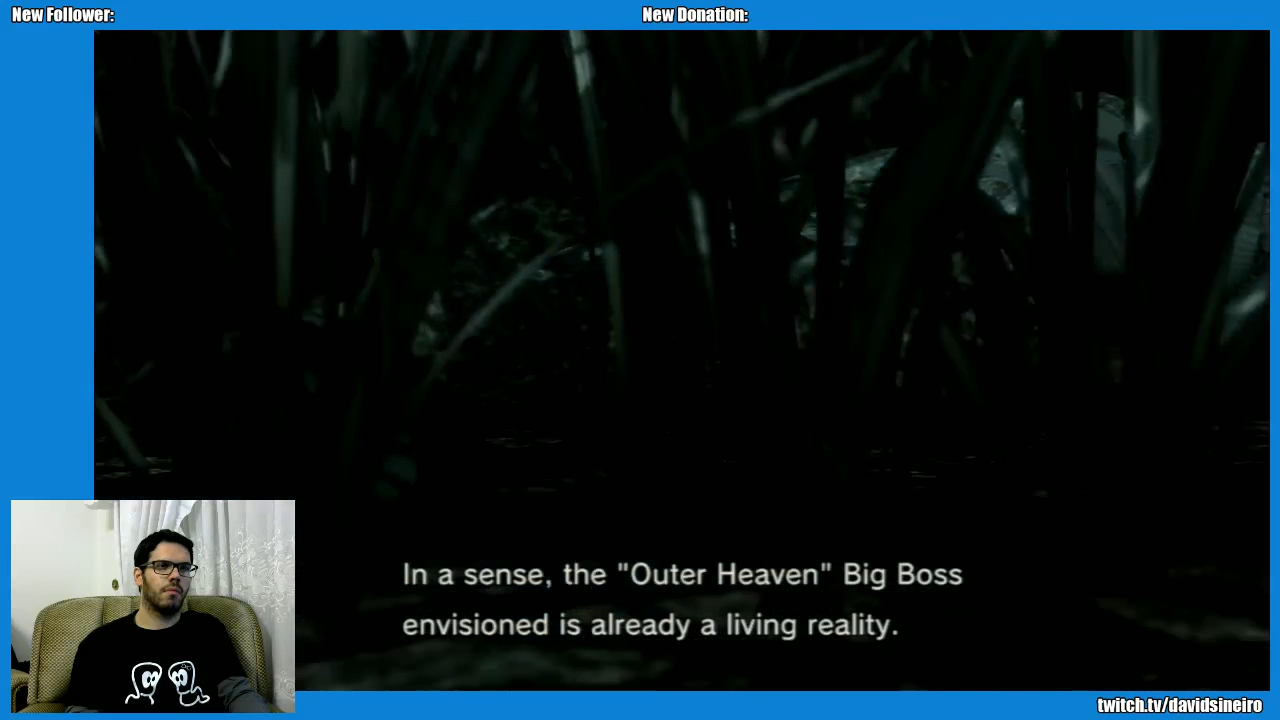 New Follower:
New Donation:
In a sense, the "Outer Heaven" Big Boss
envisioned is already a living reality.
twitch.tv/davidsineiro